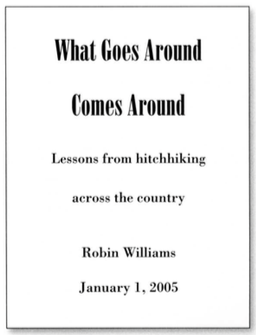 What Goes Around
Comes Around
Lessons from hitchhiking
across the country
Robin Williams
January 1, 2005